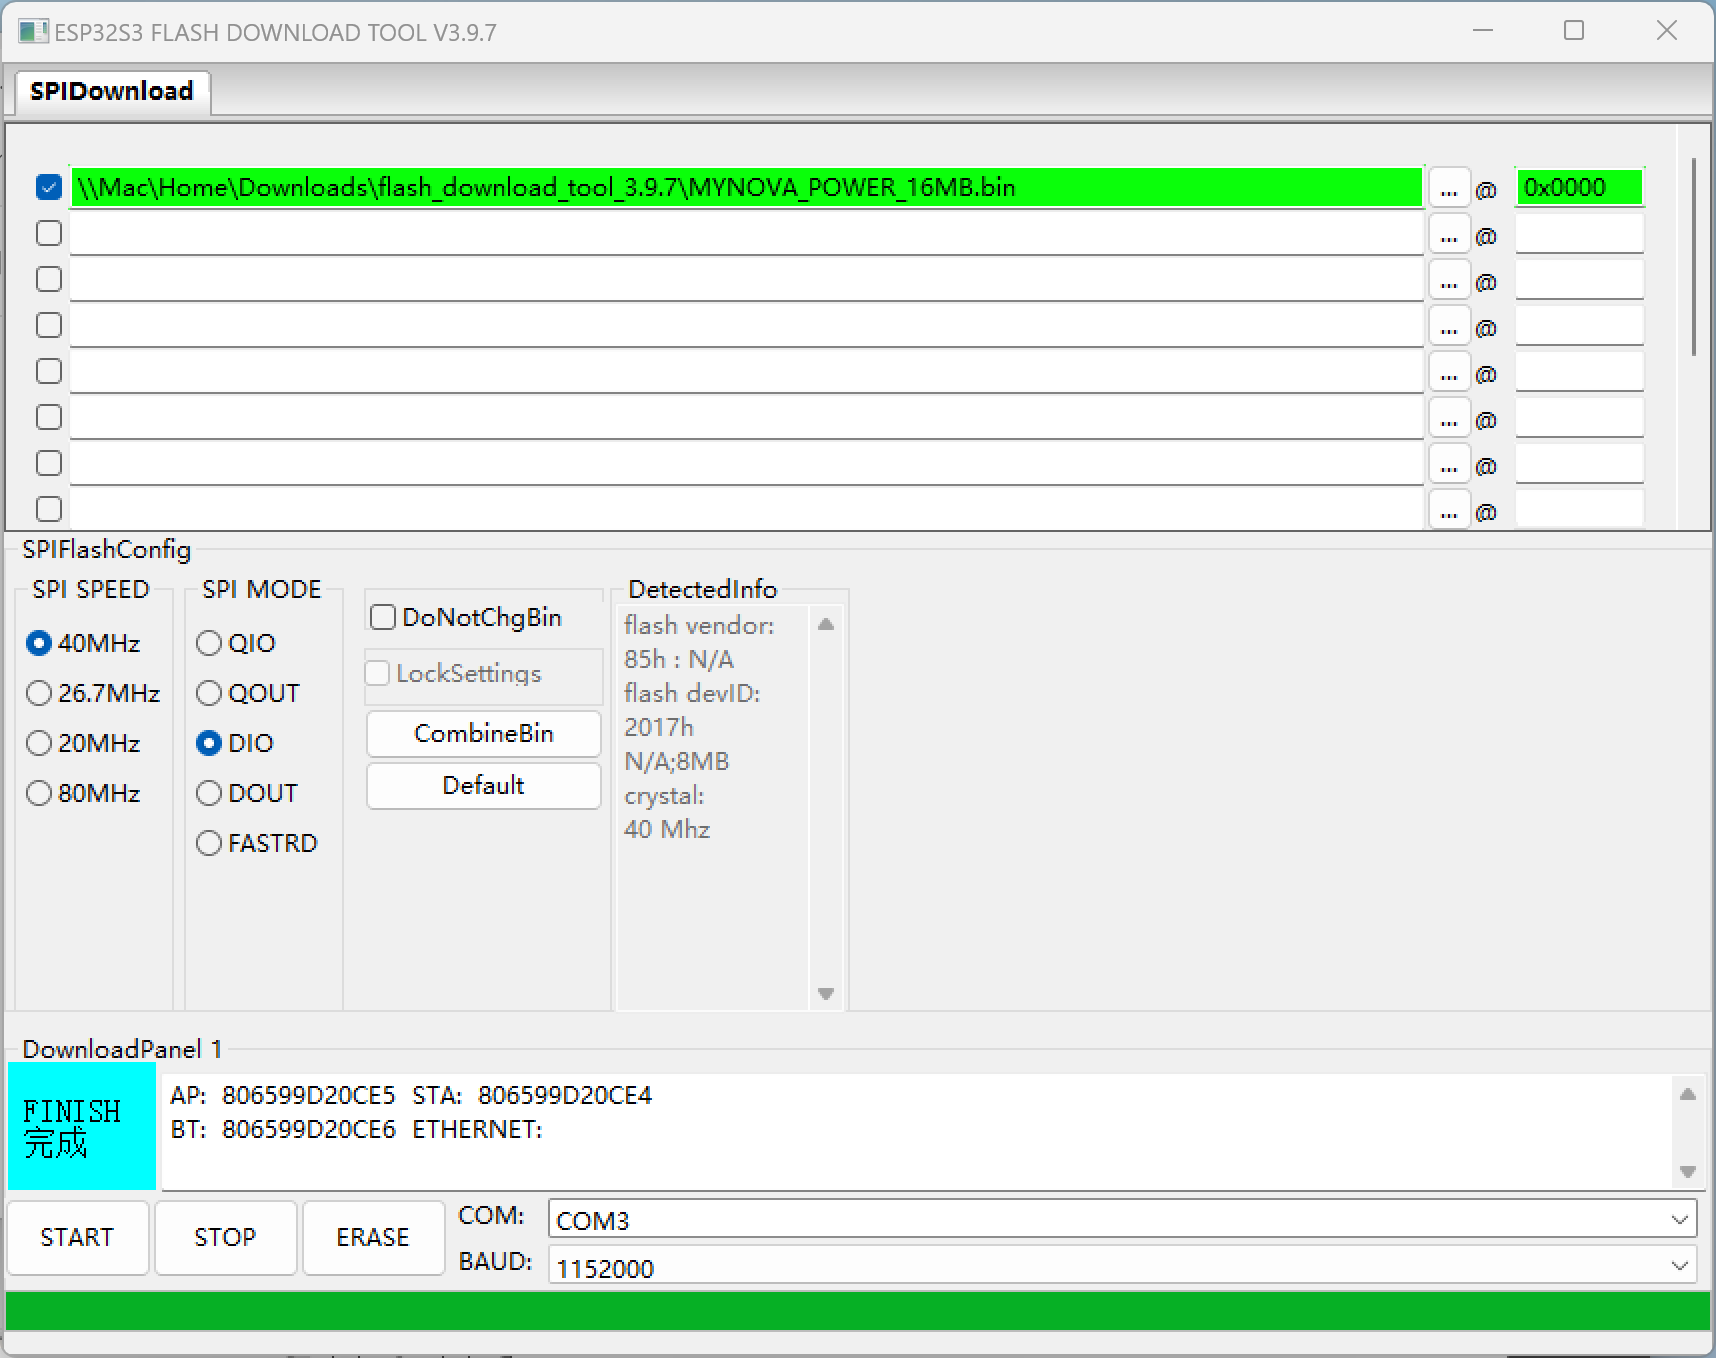 ESP32S3 FLASH DOWNLOAD TOOL V3.9.7
SPIDownload
\\Mac\Home\Downloads\flash_download_tool_3.9.7\MYNOVA_POWER_16MB.bin ... @ 0x0000
... @
... @
... @
... @
... @
... @
... @
SPIFlashConfig
SPI SPEED
40MHz
26.7MHz
20MHz
80MHz
SPI MODE
QIO
QOUT
DIO
DOUT
FASTRD
DoNotChgBin
LockSettings
CombineBin
Default
DetectedInfo
flash vendor:
85h : N/A
flash devID:
2017h
N/A;8MB
crystal:
40 Mhz
DownloadPanel 1
FINISH
完成
AP: 806599D20CE5 STA: 806599D20CE4
BT: 806599D20CE6 ETHERNET:
START
STOP
ERASE
COM: COM3
BAUD: 1152000